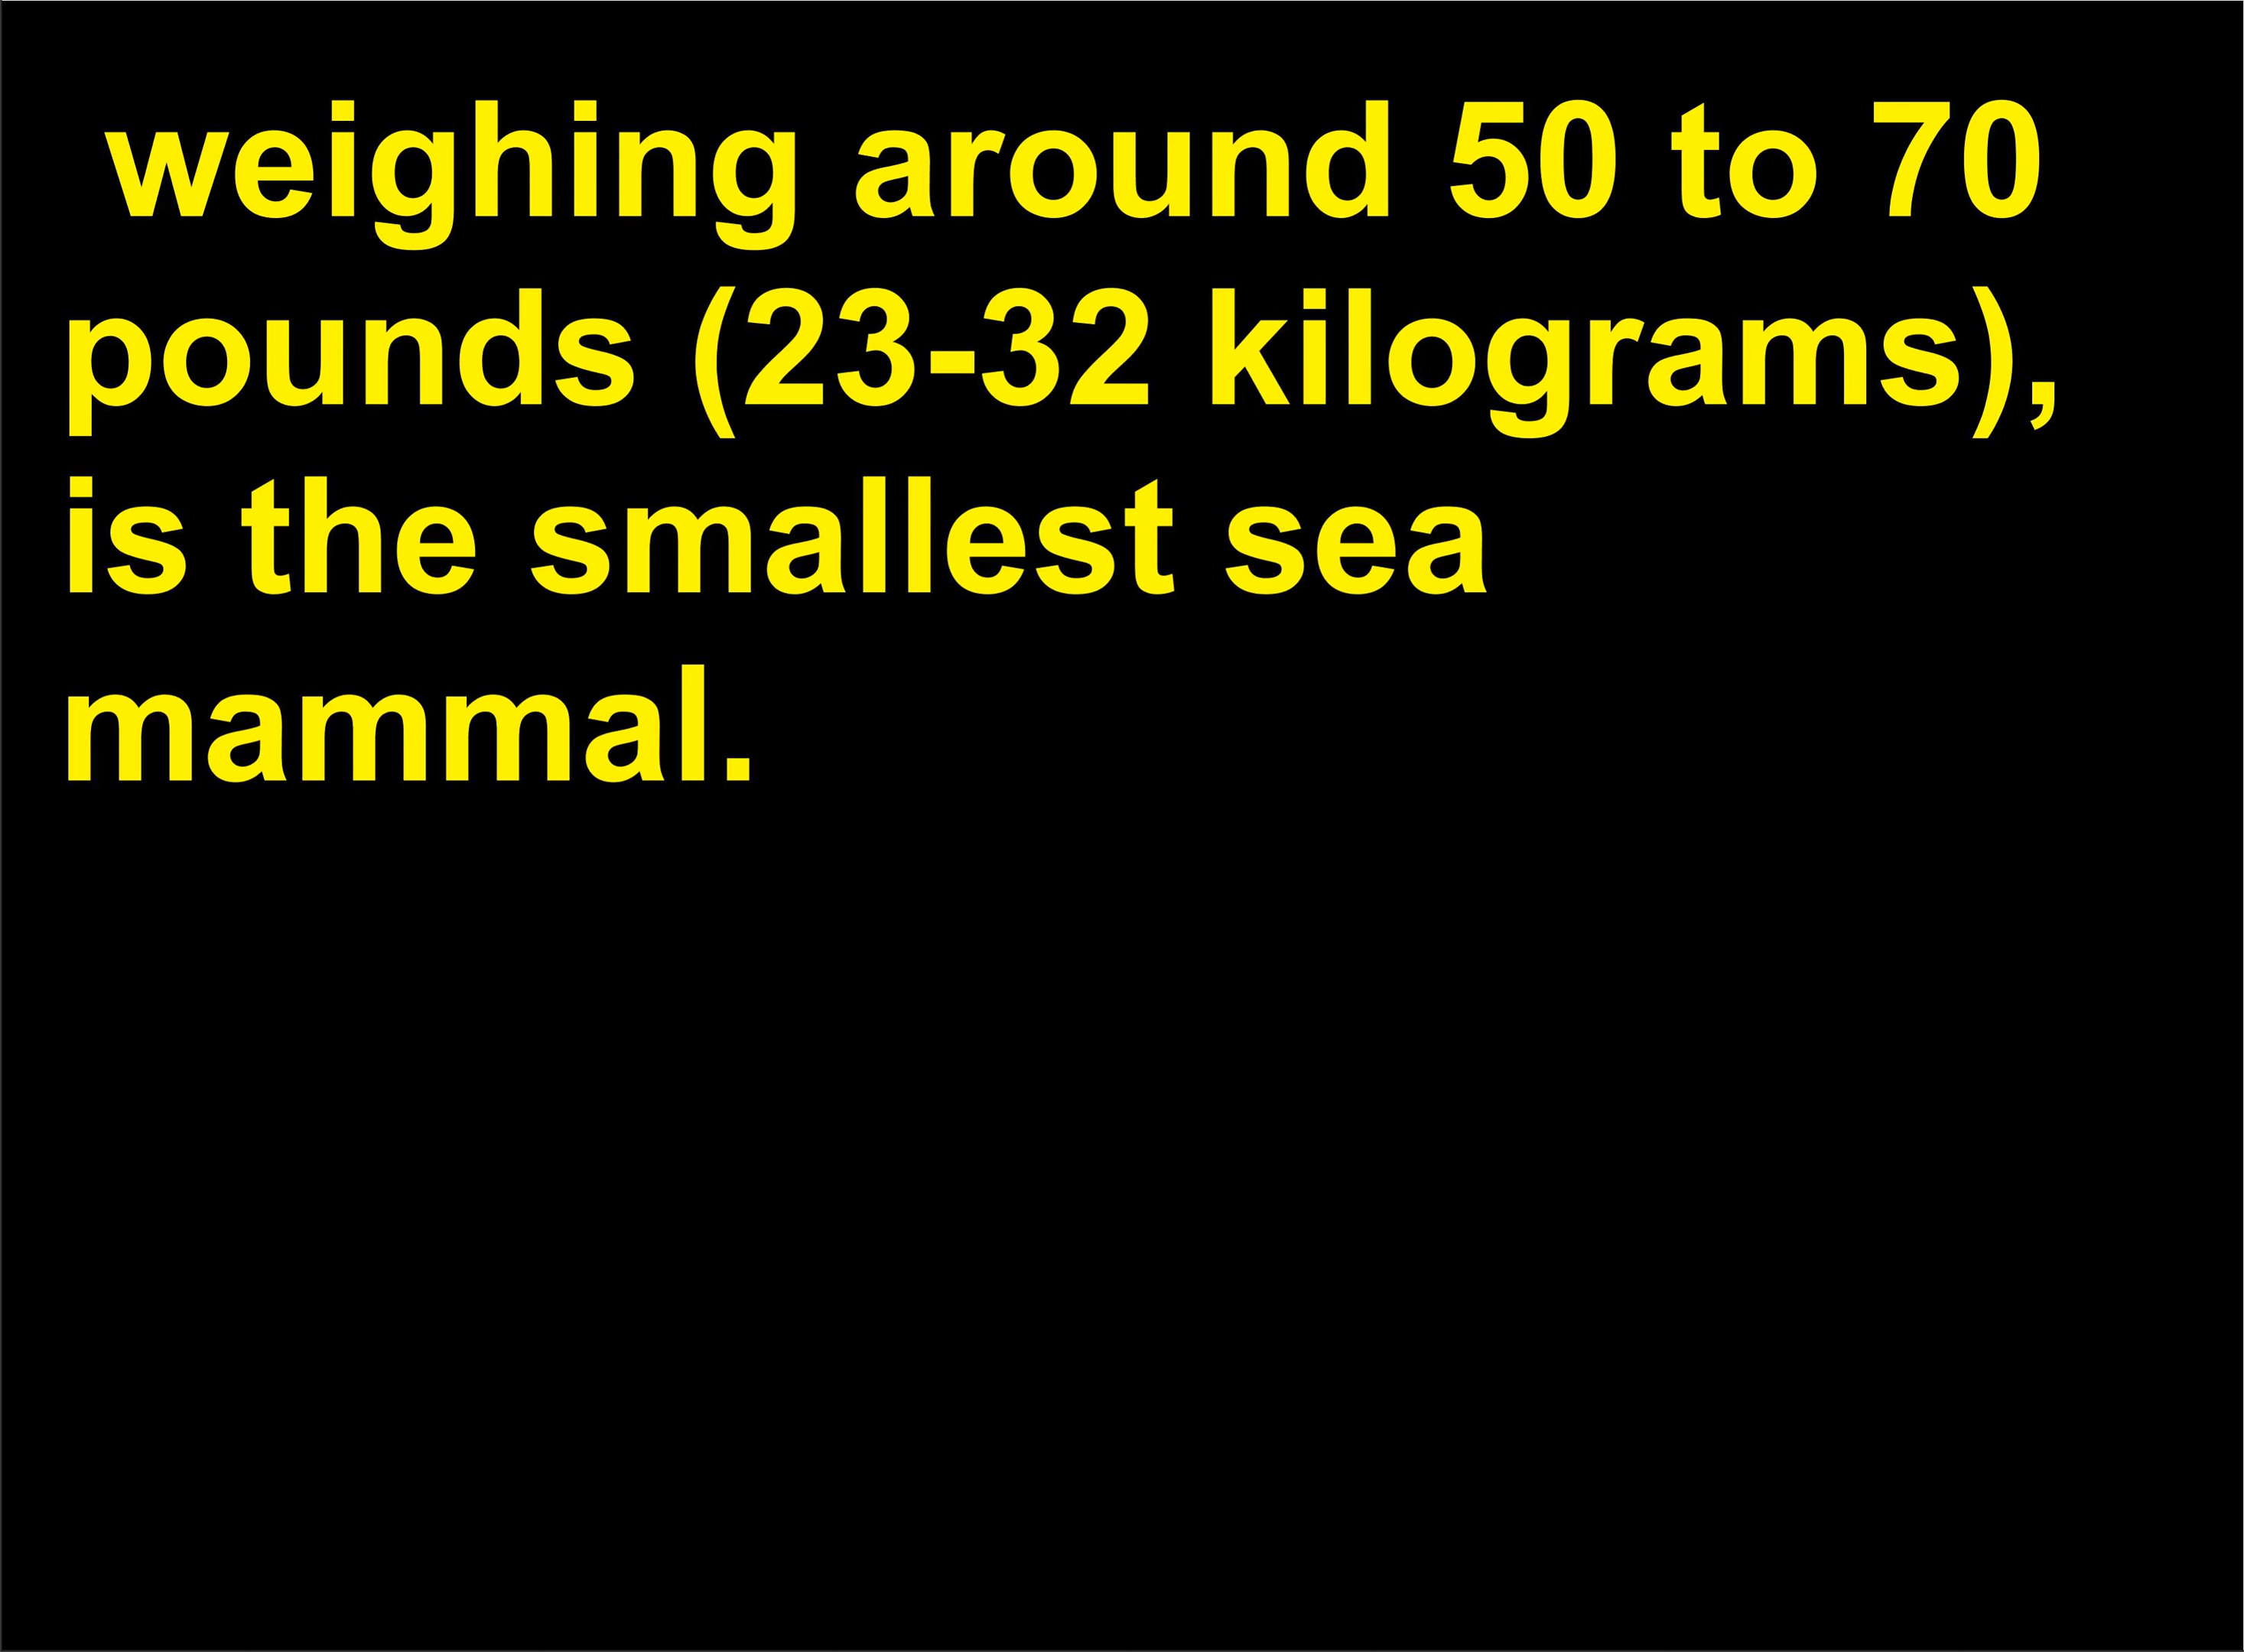 weighing around 50 to 70
pounds (23-32 kilograms),
is the smallest sea
mammal.